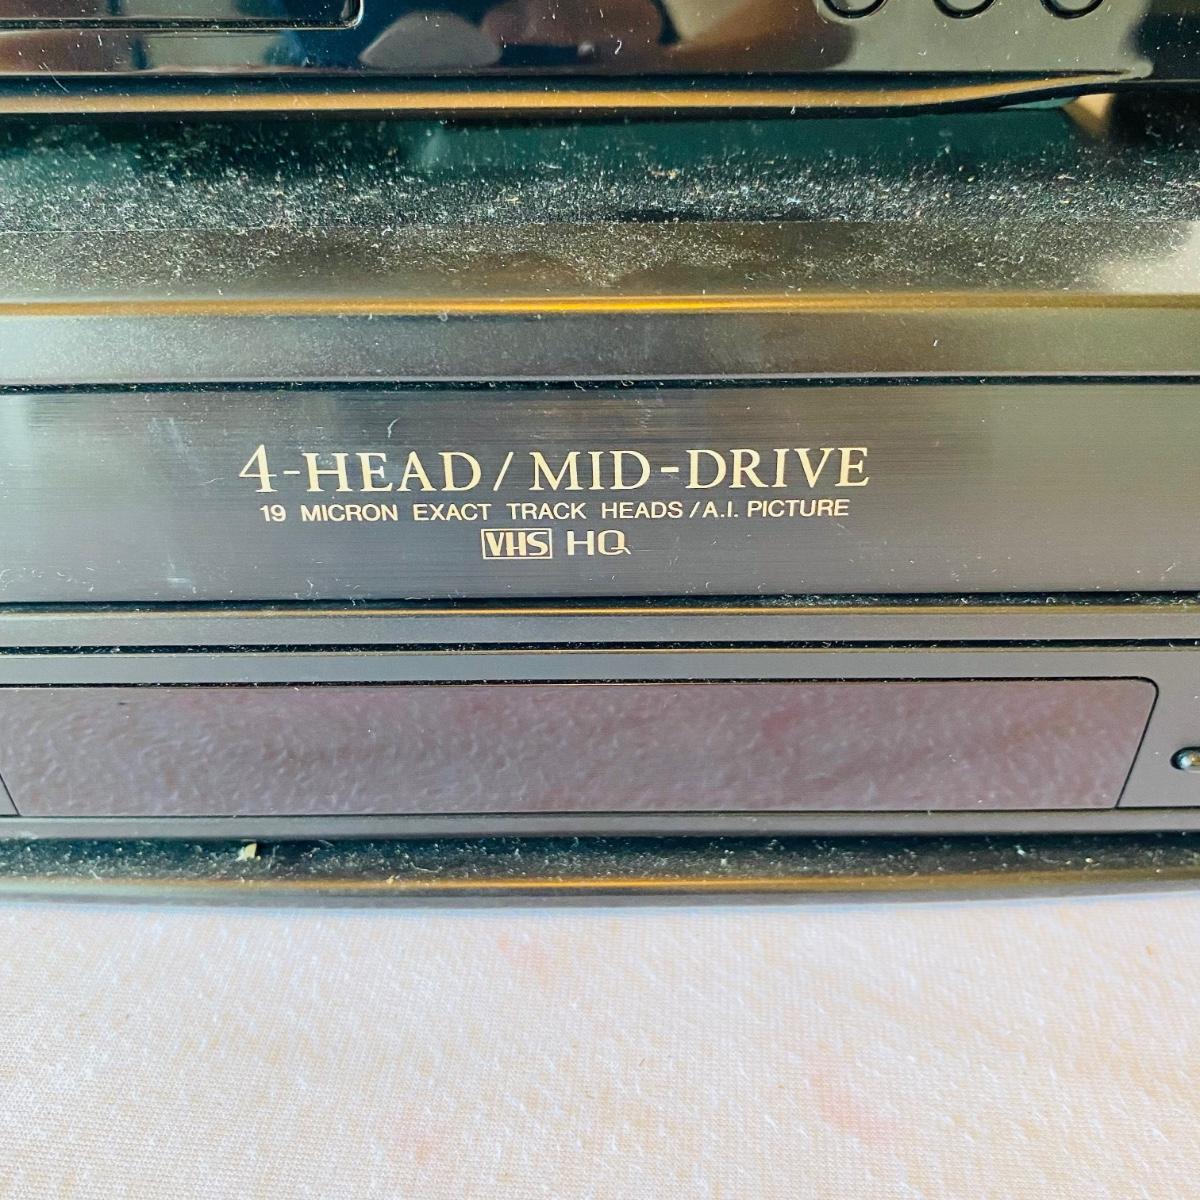 4-HEAD/MID-DRIVE
19 MICRON EXACT TRACK HEADS/A.I. PICTURE
VHS HQ